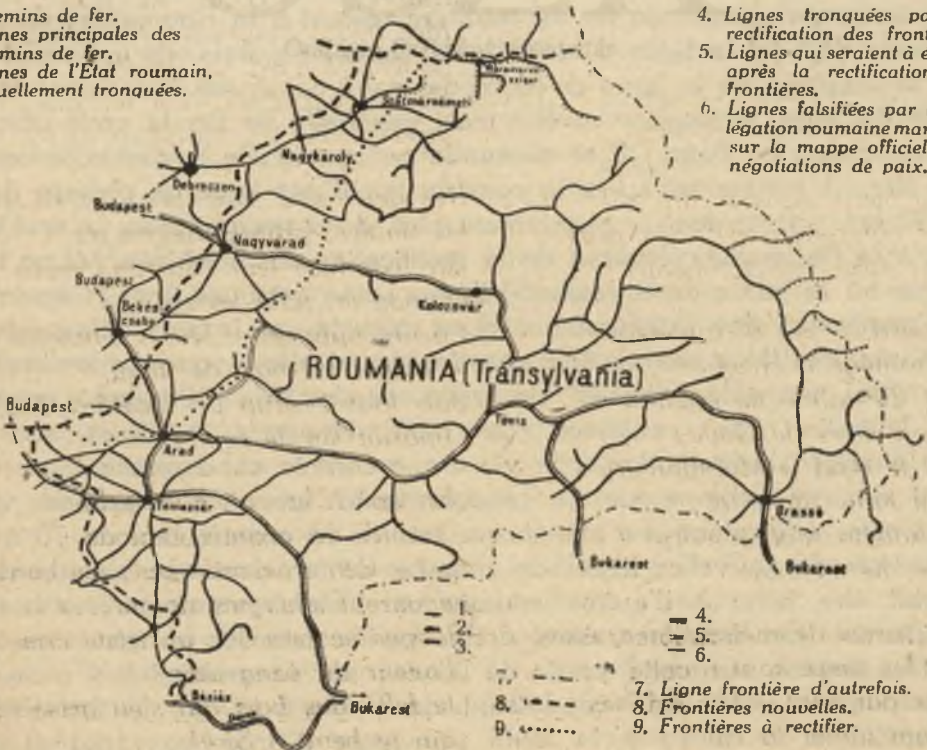 emins de fer.
nes principales des
mins de fer.
nes de l'Etat roumain,
uellement tronquées.
4. Lignes tronquées pa
rectification des front
5. Lignes qui seraient à e
après la rectification
frontières.
6. Lignes falsifiées par
légation roumaine mar
sur la mappe officiel
négotiations de paix.
Szatmárnémeti
Nagykároly
Debreczen
Budapest
Nagyvárad
Budapest
Békés
csaba
Kolozsvár
ROUMANIA (Transylvania)
Budapest
Tövis
Arad
Temesvár
Brassó
Bukarest
Bukarest
1.
2.
3.
4.
5.
6.
7.
8.
9.
Báziás
Bukarest
7. Ligne frontière d'autrefois.
8. Frontières nouvelles.
9. Frontières à rectifier.